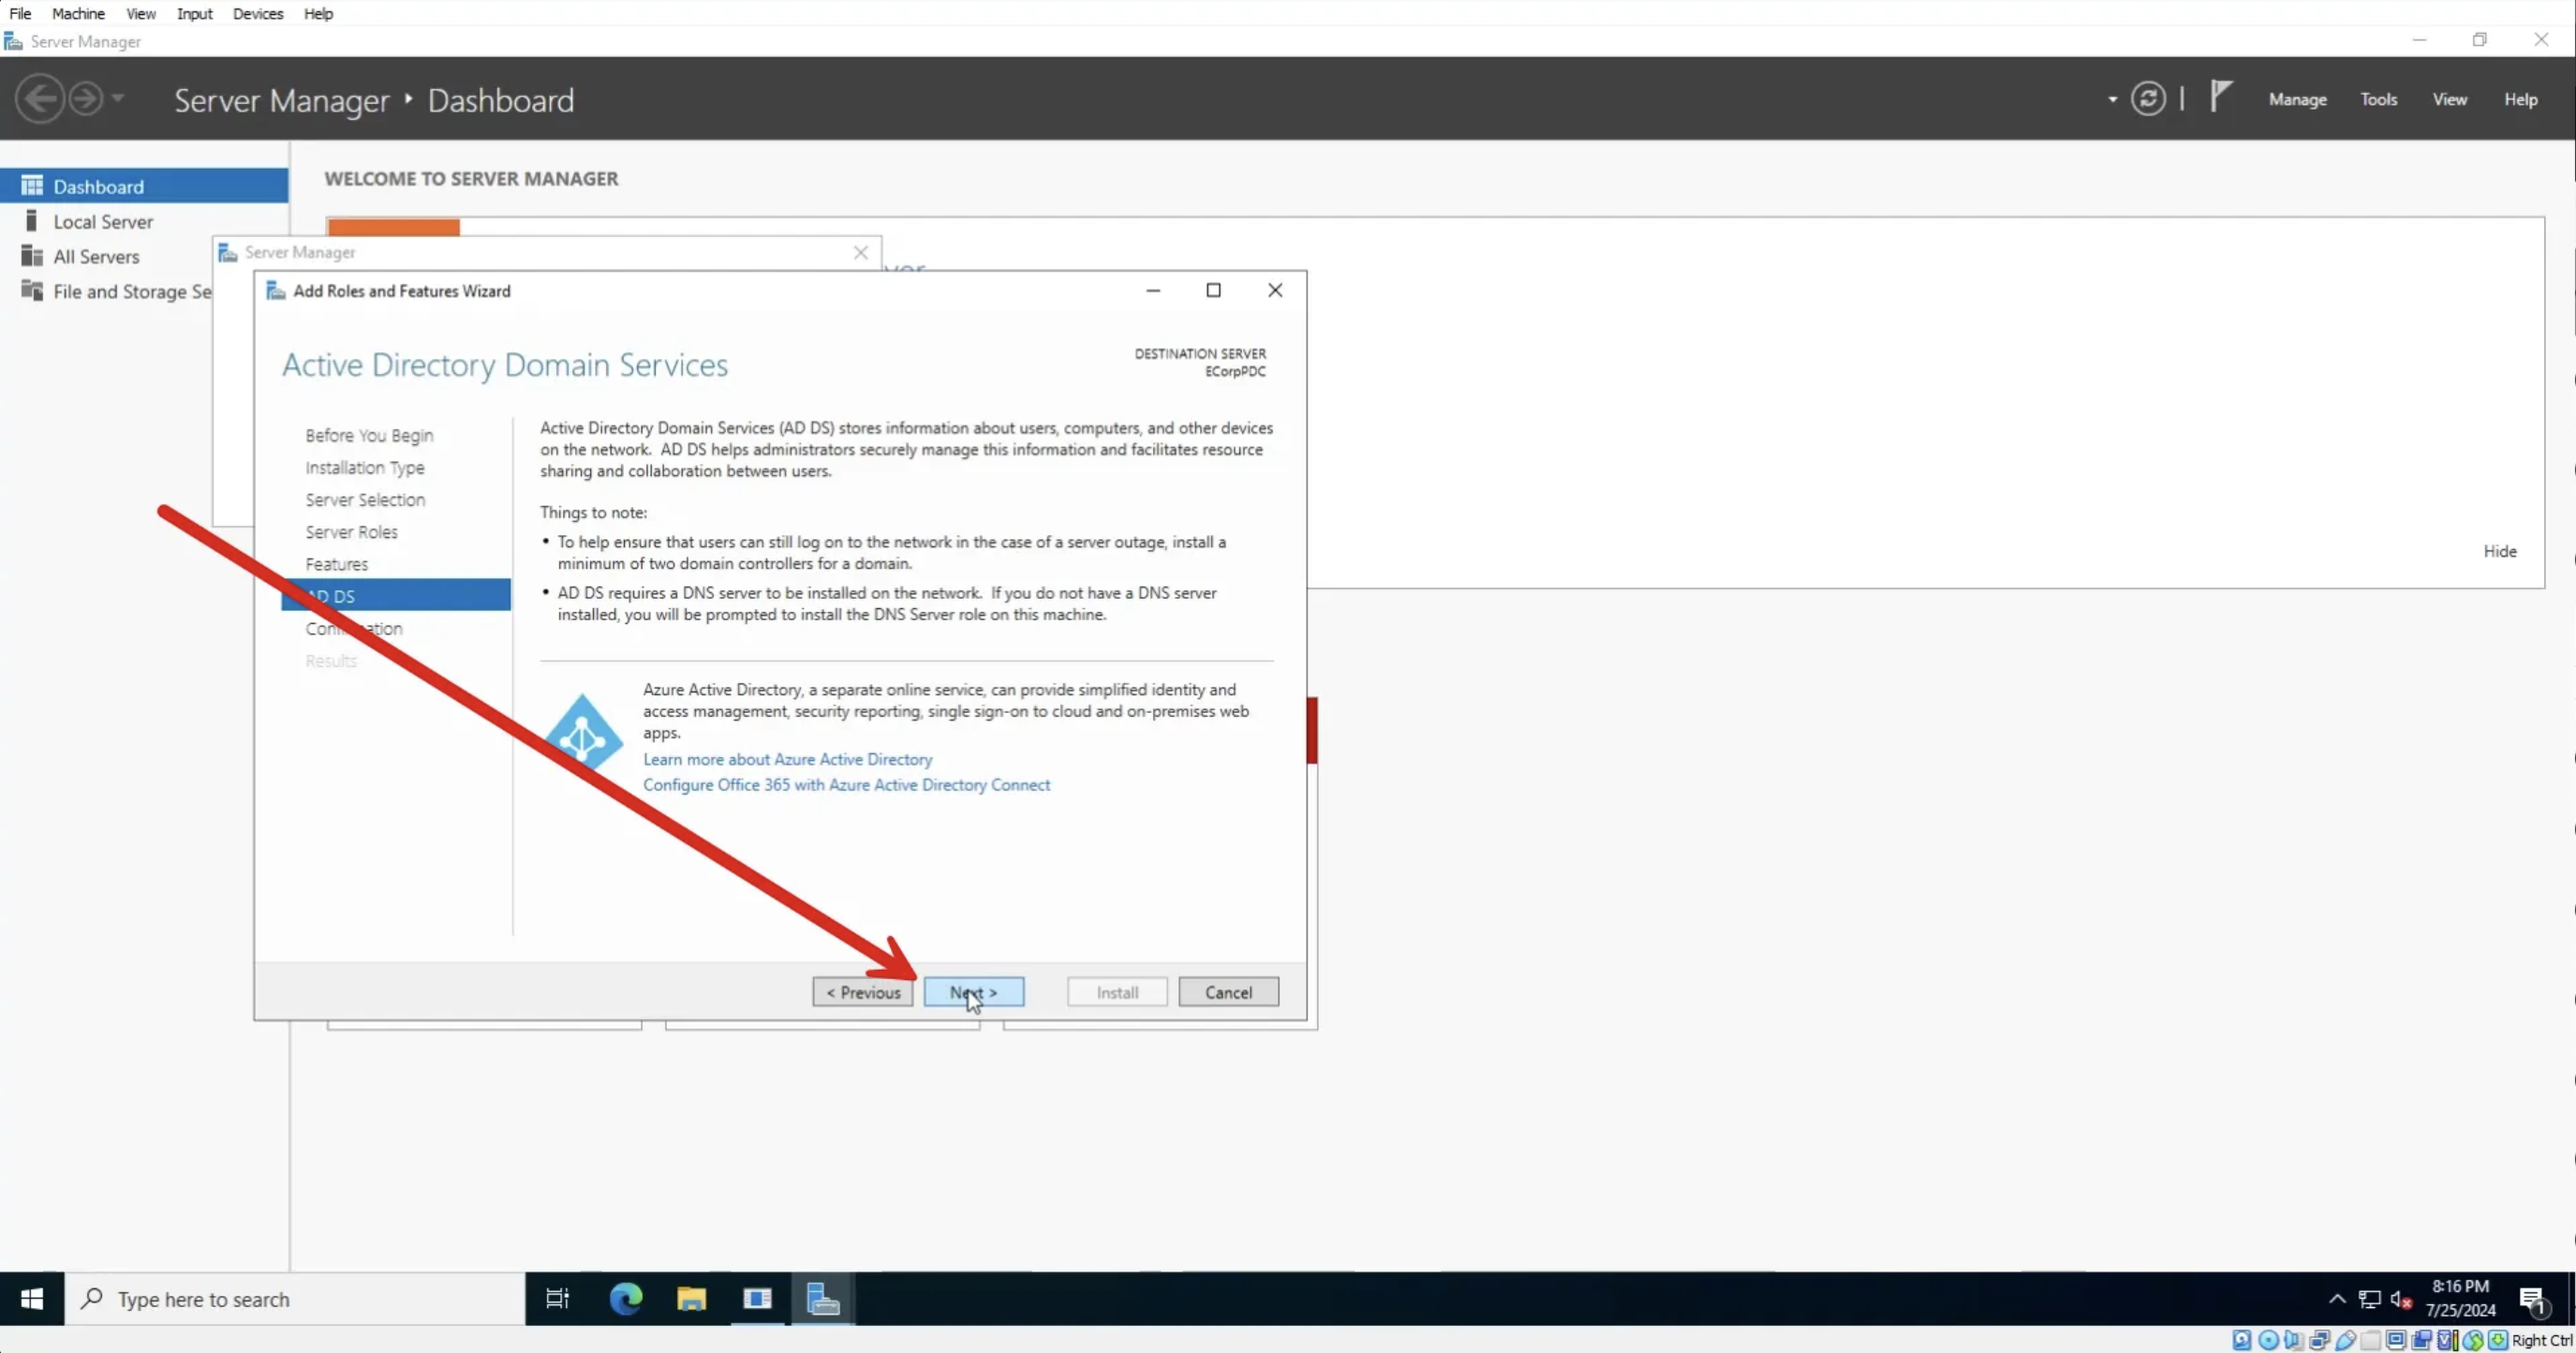 File Machine View Input Devices Help
Server Manager
Server Manager Dashboard
Manage Tools View Help
Dashboard
Local Server
All Servers
File and Storage Se
WELCOME TO SERVER MANAGER
Server Manager
Add Roles and Features Wizard
Active Directory Domain Services
DESTINATION SERVER
ECorpPDC
Before You Begin
Installation Type
Server Selection
Server Roles
Features
AD DS
Confirmation
Results
Active Directory Domain Services (AD DS) stores information about users, computers, and other devices
on the network. AD DS helps administrators securely manage this information and facilitates resource
sharing and collaboration between users.
Things to note:
• To help ensure that users can still log on to the network in the case of a server outage, install a
minimum of two domain controllers for a domain.
• AD DS requires a DNS server to be installed on the network. If you do not have a DNS server
installed, you will be prompted to install the DNS Server role on this machine.
Azure Active Directory, a separate online service, can provide simplified identity and
access management, security reporting, single sign-on to cloud and on-premises web
apps.
Learn more about Azure Active Directory
Configure Office 365 with Azure Active Directory Connect
< Previous Next > Install Cancel
Hide
Type here to search
8:16 PM
7/25/2024
1
Right Ctrl